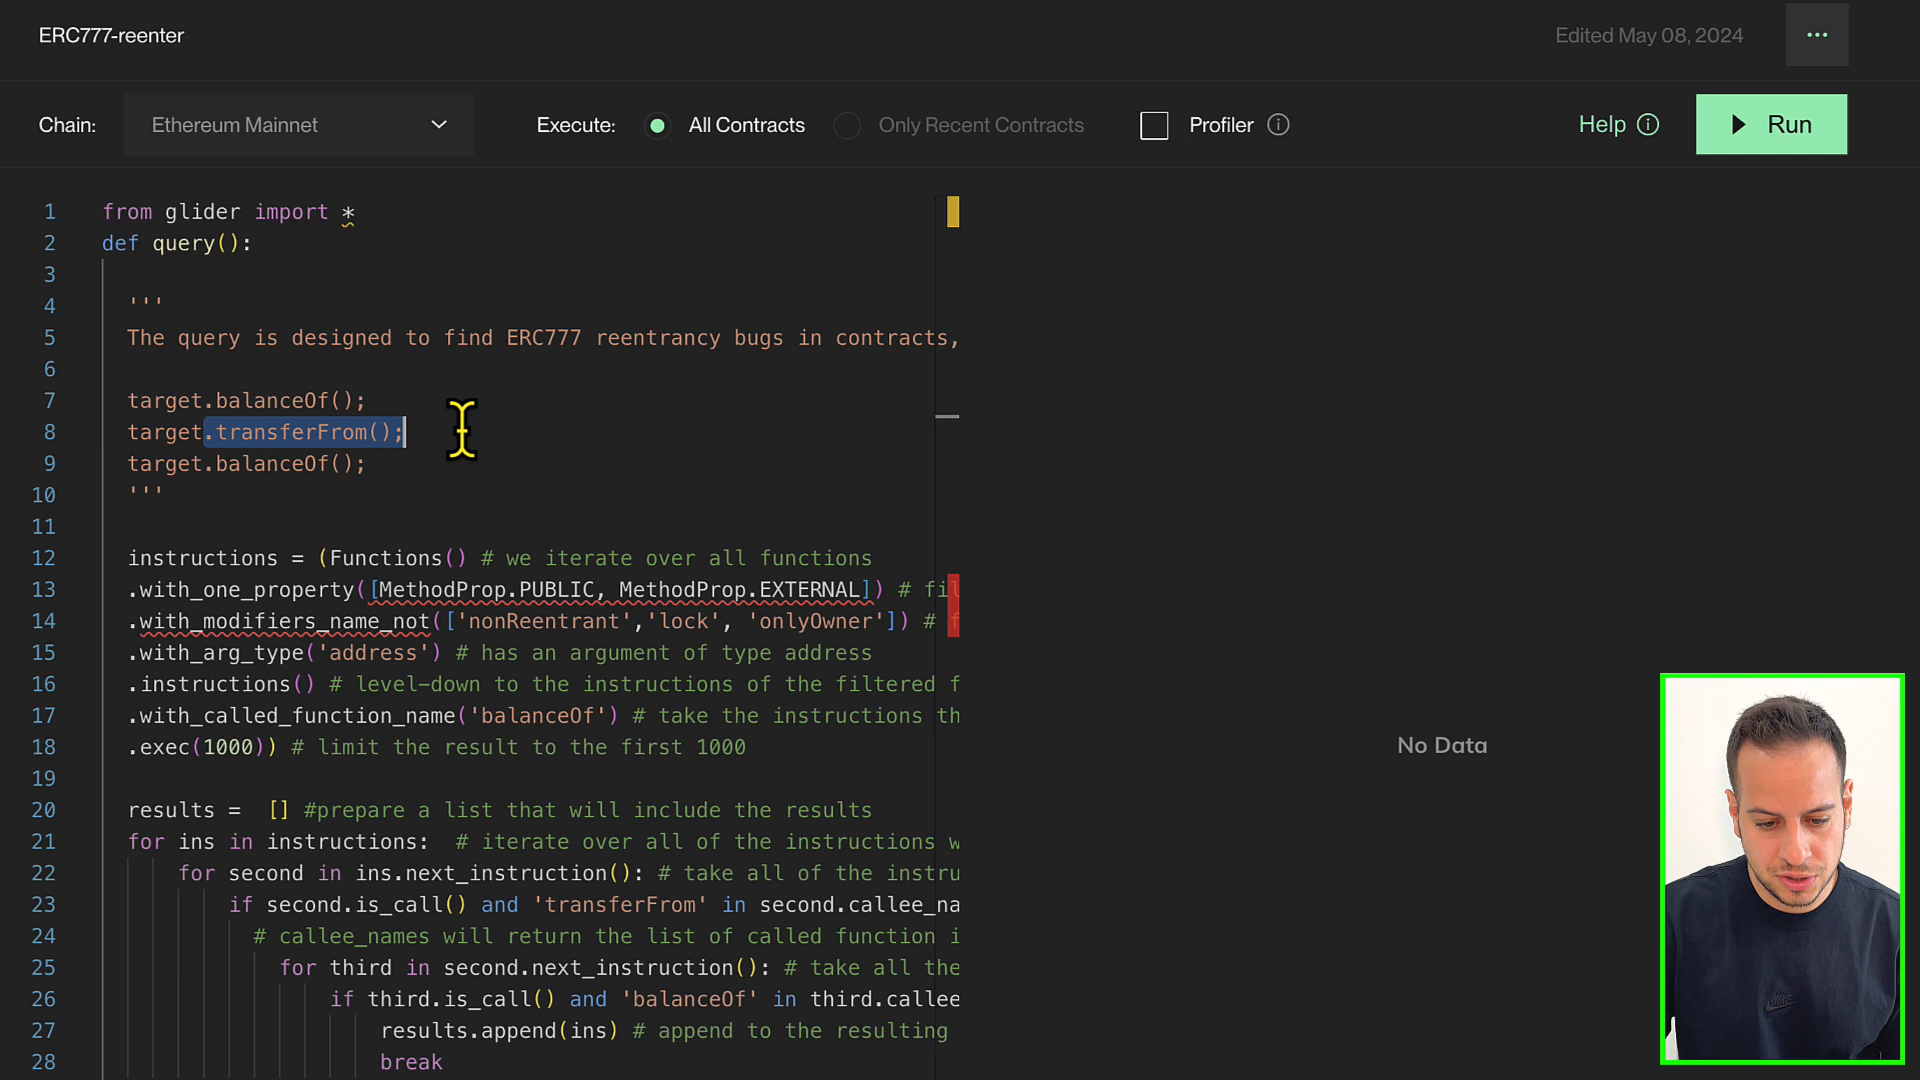 ERC777-reenter
Edited May 08, 2024
...
Chain:
Ethereum Mainnet
Execute:
All Contracts
Only Recent Contracts
Profiler
Help
Run
1 from glider import *
2 def query():
3
4 '''
5 The query is designed to find ERC777 reentrancy bugs in contracts,
6
7 target.balanceOf();
8 target.transferFrom();
9 target.balanceOf();
10 '''
11
12 instructions = (Functions() # we iterate over all functions
13 .with_one_property([MethodProp.PUBLIC, MethodProp.EXTERNAL]) # fil
14 .with_modifiers_name_not(['nonReentrant','lock', 'onlyOwner']) # f
15 .with_arg_type('address') # has an argument of type address
16 .instructions() # level-down to the instructions of the filtered f
17 .with_called_function_name('balanceOf') # take the instructions th
18 .exec(1000)) # limit the result to the first 1000
19
20 results =  [] #prepare a list that will include the results
21 for ins in instructions:  # iterate over all of the instructions w
22 for second in ins.next_instruction(): # take all of the instru
23 if second.is_call() and 'transferFrom' in second.callee_na
24 # callee_names will return the list of called function i
25 for third in second.next_instruction(): # take all the
26 if third.is_call() and 'balanceOf' in third.callee
27 results.append(ins) # append to the resulting
28 break
No Data
NIKE